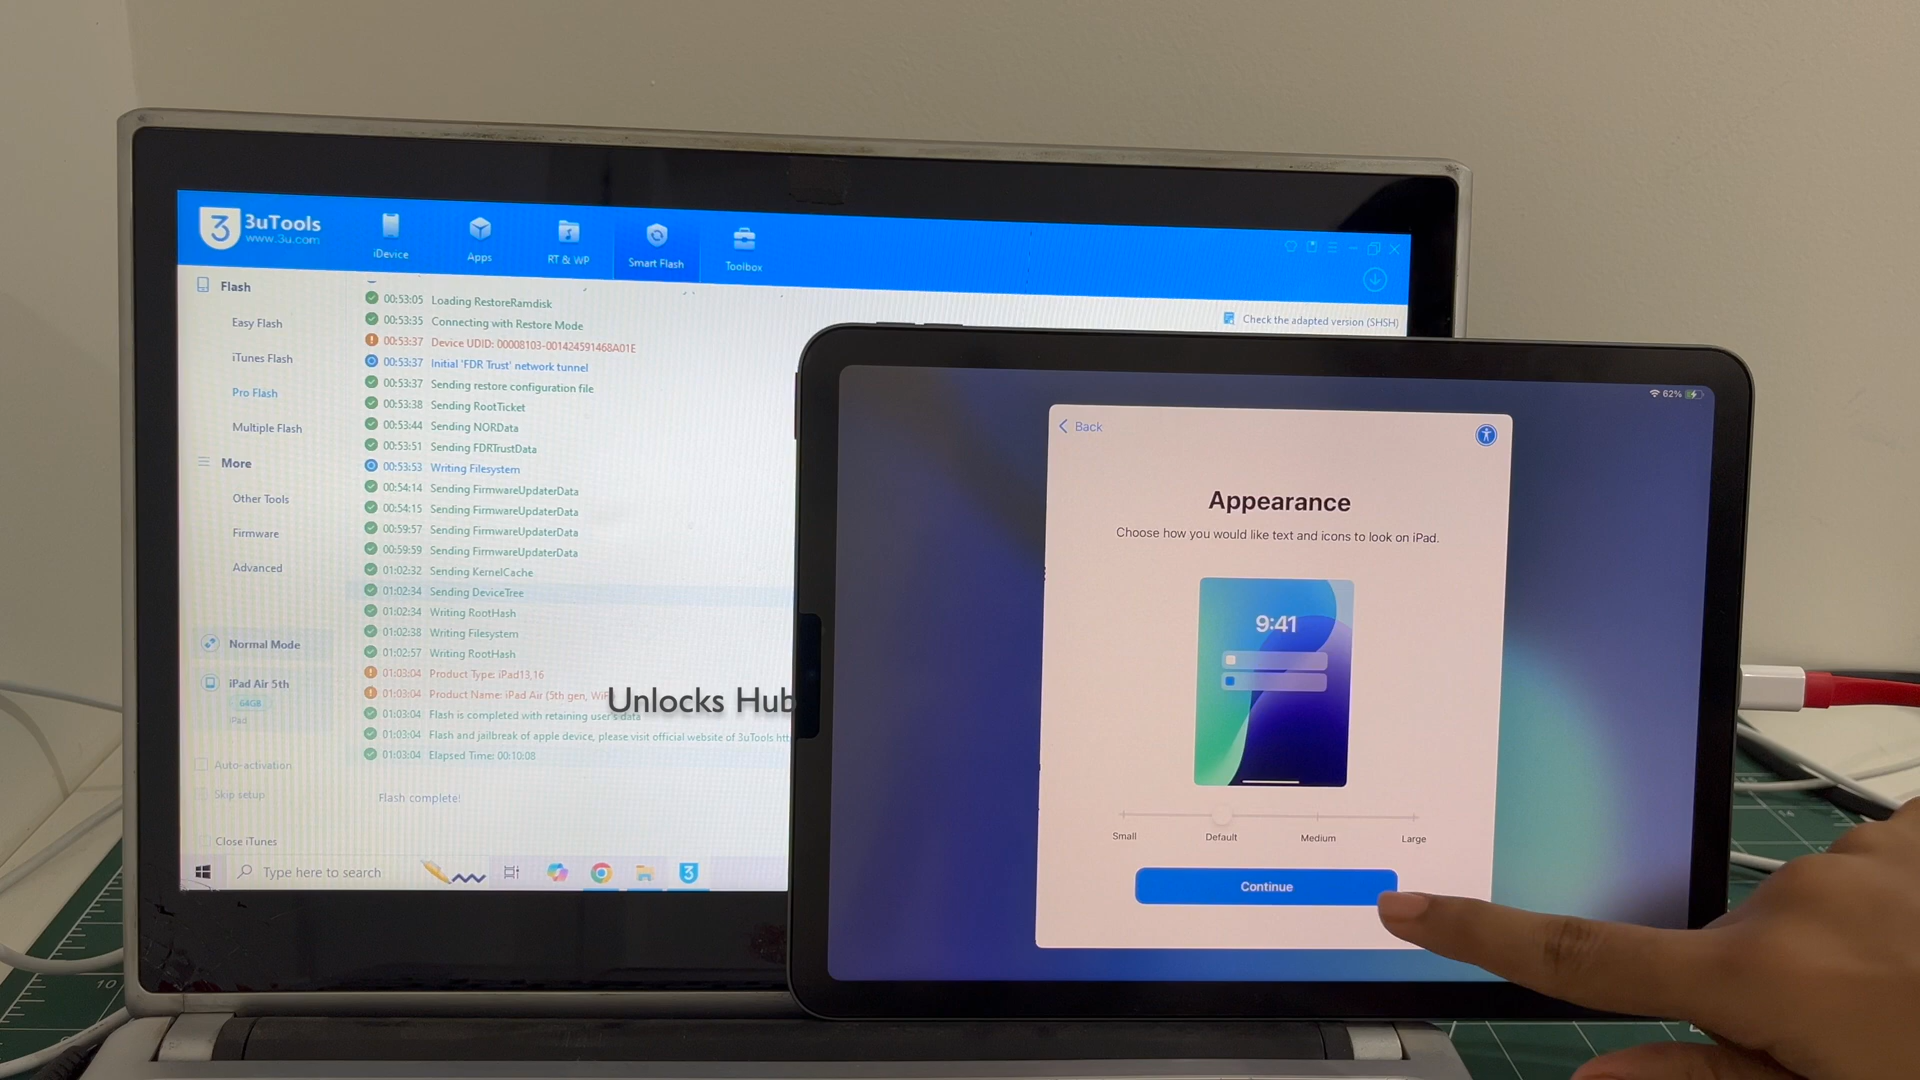 3
3uTools
www.3u.com
iDevice
Apps
RT & WP
Smart Flash
Toolbox
Check the adapted version (SHSH)
Flash
Easy Flash
iTunes Flash
Pro Flash
Multiple Flash
More
Other Tools
Firmware
Advanced
Normal Mode
iPad Air 5th
64GB
iPad
Auto-activation
Skip setup
Close iTunes
00:53:05 Loading RestoreRamdisk
00:53:35 Connecting with Restore Mode
00:53:37 Device UDID: 00008103-001424591468A01E
00:53:37 Initial 'FDR Trust' network tunnel
00:53:37 Sending restore configuration file
00:53:38 Sending RootTicket
00:53:44 Sending NORData
00:53:51 Sending FDRTrustData
00:53:53 Writing Filesystem
00:54:14 Sending FirmwareUpdaterData
00:54:15 Sending FirmwareUpdaterData
00:59:57 Sending FirmwareUpdaterData
00:59:59 Sending FirmwareUpdaterData
01:02:32 Sending KernelCache
01:02:34 Sending DeviceTree
01:02:34 Writing RootHash
01:02:38 Writing Filesystem
01:02:57 Writing RootHash
01:03:04 Product Type: iPad13,16
01:03:04 Product Name: iPad Air (5th gen, WiF
01:03:04 Flash is completed with retaining user's data
01:03:04 Flash and jailbreak of apple device, please visit official website of 3uTools htt
01:03:04 Elapsed Time: 00:10:08
Flash complete!
Type here to search
3
Unlocks Hub
62%
Back
Appearance
Choose how you would like text and icons to look on iPad.
9:41
Small
Default
Medium
Large
Continue
10